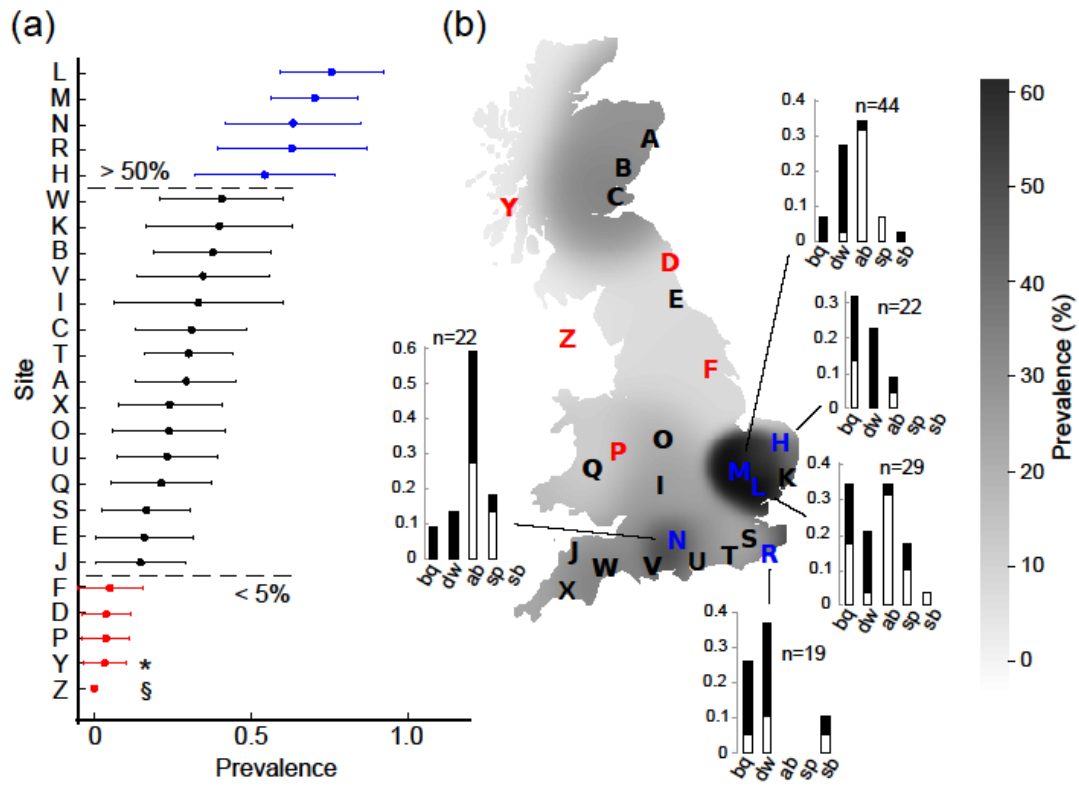 (a)
L
M
N
R
H
> 50%
W
K
B
V
I
C
T
A
X
O
U
Q
S
E
J
F
< 5%
D
P
Y *
Z §
Site
0 0.5 1.0
Prevalence
(b)
A
B
C
Y
D
E
Z
F
O
P
Q
I
H
M
L
K
N
S
R
J
W
V
U
T
X
n=44
0.4
0.3
0.2
0.1
0
bq dw ab sp sb
n=22
0.3
0.2
0.1
0
bq dw ab sp sb
n=29
0.4
0.3
0.2
0.1
0
bq dw ab sp sb
n=19
0.4
0.3
0.2
0.1
0
bq dw ab sp sb
n=22
0.6
0.5
0.4
0.3
0.2
0.1
0
bq dw ab sp sb
60
50
40
30
20
10
0
Prevalence (%)